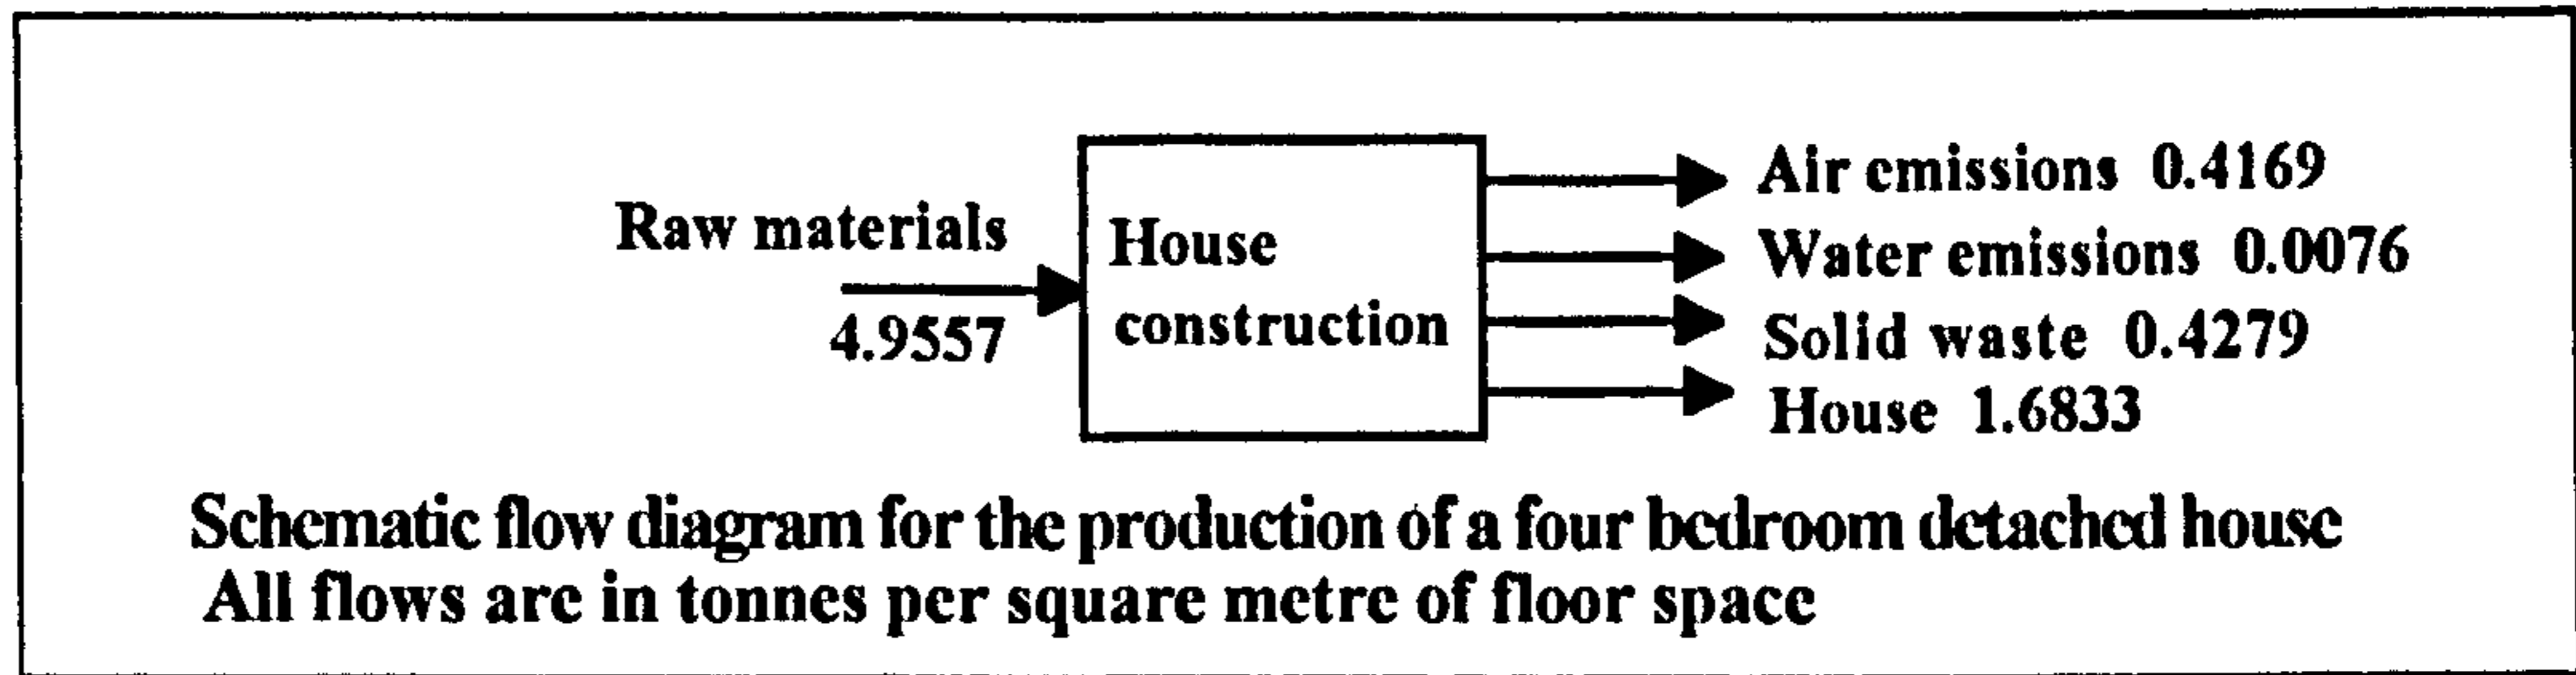 Raw materials
4.9557
House
construction
Air emissions 0.4169
Water emissions 0.0076
Solid waste 0.4279
House 1.6833
Schematic flow diagram for the production of a four bedroom detached house
All flows are in tonnes per square metre of floor space